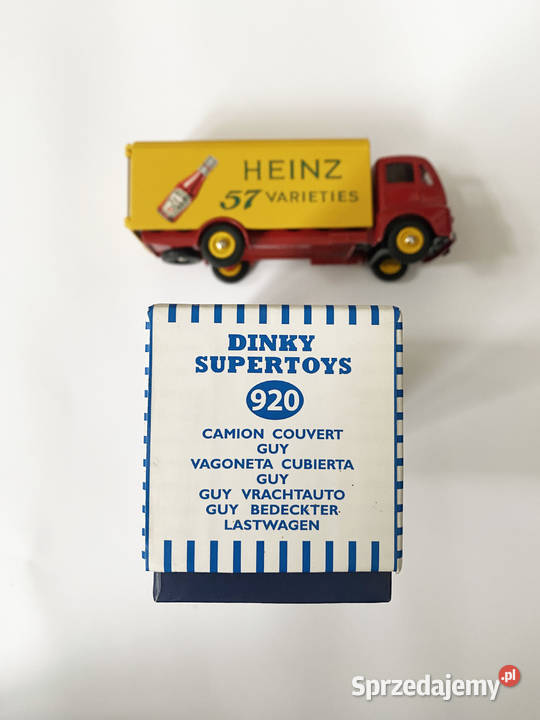 HEINZ
57 VARIETIES
DINKY
SUPERTOYS
920
CAMION COUVERT
GUY
VAGONETA CUBIERTA
GUY
GUY VRACHTAUTO
GUY BEDECKTER
LASTWAGEN
Sprzedajemy.pl